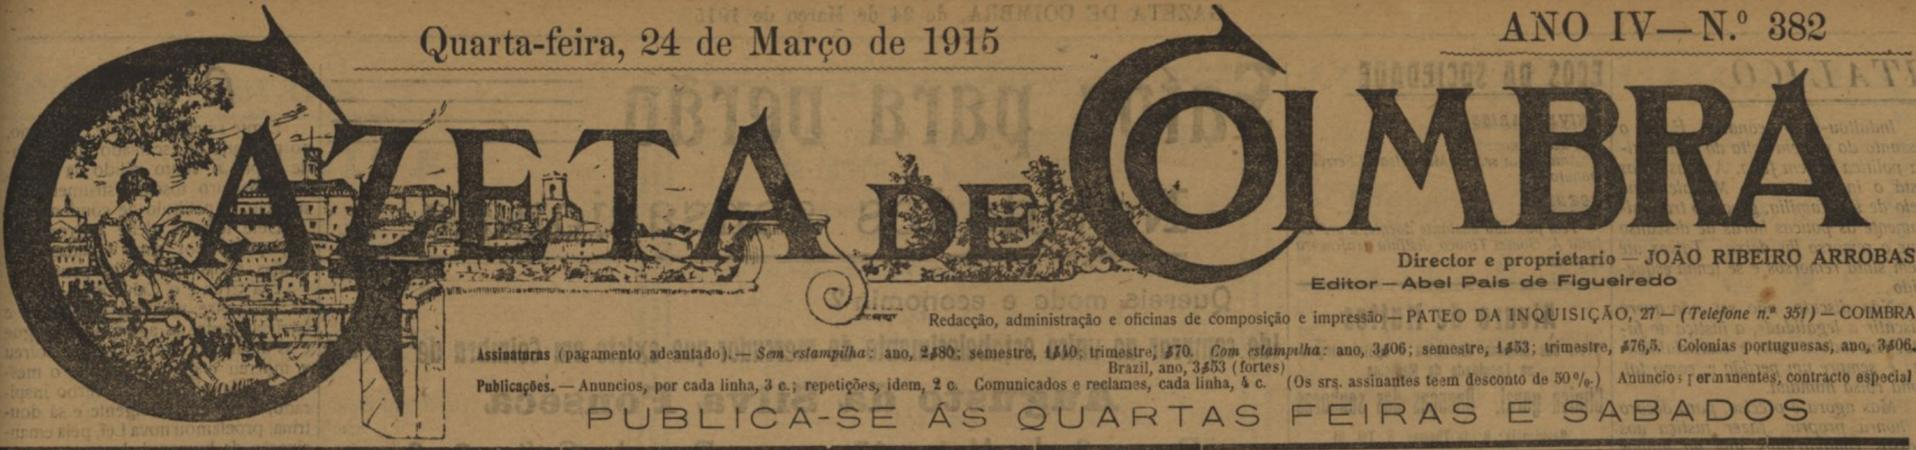 Quarta-feira, 24 de Março de 1915
ANO IV—N.º 382
GAZETA DE COIMBRA
Director e proprietario — JOÃO RIBEIRO ARROBAS
Editor—Abel Pais de Figueiredo
Redacção, administração e oficinas de composição e impressão — PATEO DA INQUISIÇÃO, 27 — (Telefone n.º 351) — COIMBRA
Assinaturas (pagamento adeantado).— Sem estampilha: ano, 2$80; semestre, 1$40; trimestre, $70. Com estampilha: ano, 3$06; semestre, 1$53; trimestre, $76,5. Colonias portuguesas, ano, 3$06.
Brazil, ano, 3$53 (fortes)
Publicações. — Anuncios, por cada linha, 3 c.; repetições, idem, 2 c. Comunicados e reclames, cada linha, 4 c. (Os srs. assinantes teem desconto de 50 %.) Anuncios permanentes, contracto especial
PUBLICA-SE ÁS QUARTAS FEIRAS E SABADOS